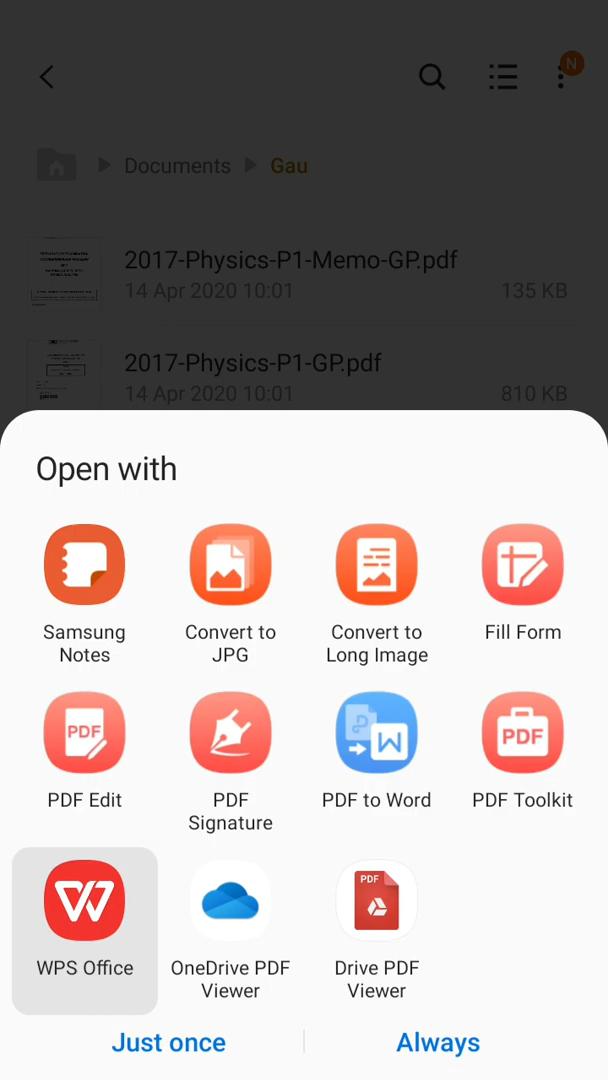 N
Documents
Gau
2017-Physics-P1-Memo-GP.pdf
14 Apr 2020 10:01
135 KB
2017-Physics-P1-GP.pdf
14 Apr 2020 10:01
810 KB
Open with
Samsung
Notes
Convert to
JPG
Convert to
Long Image
Fill Form
PDF
PDF Edit
PDF
Signature
W
PDF to Word
PDF
PDF Toolkit
W
WPS Office
OneDrive PDF
Viewer
PDF
Drive PDF
Viewer
Just once
Always